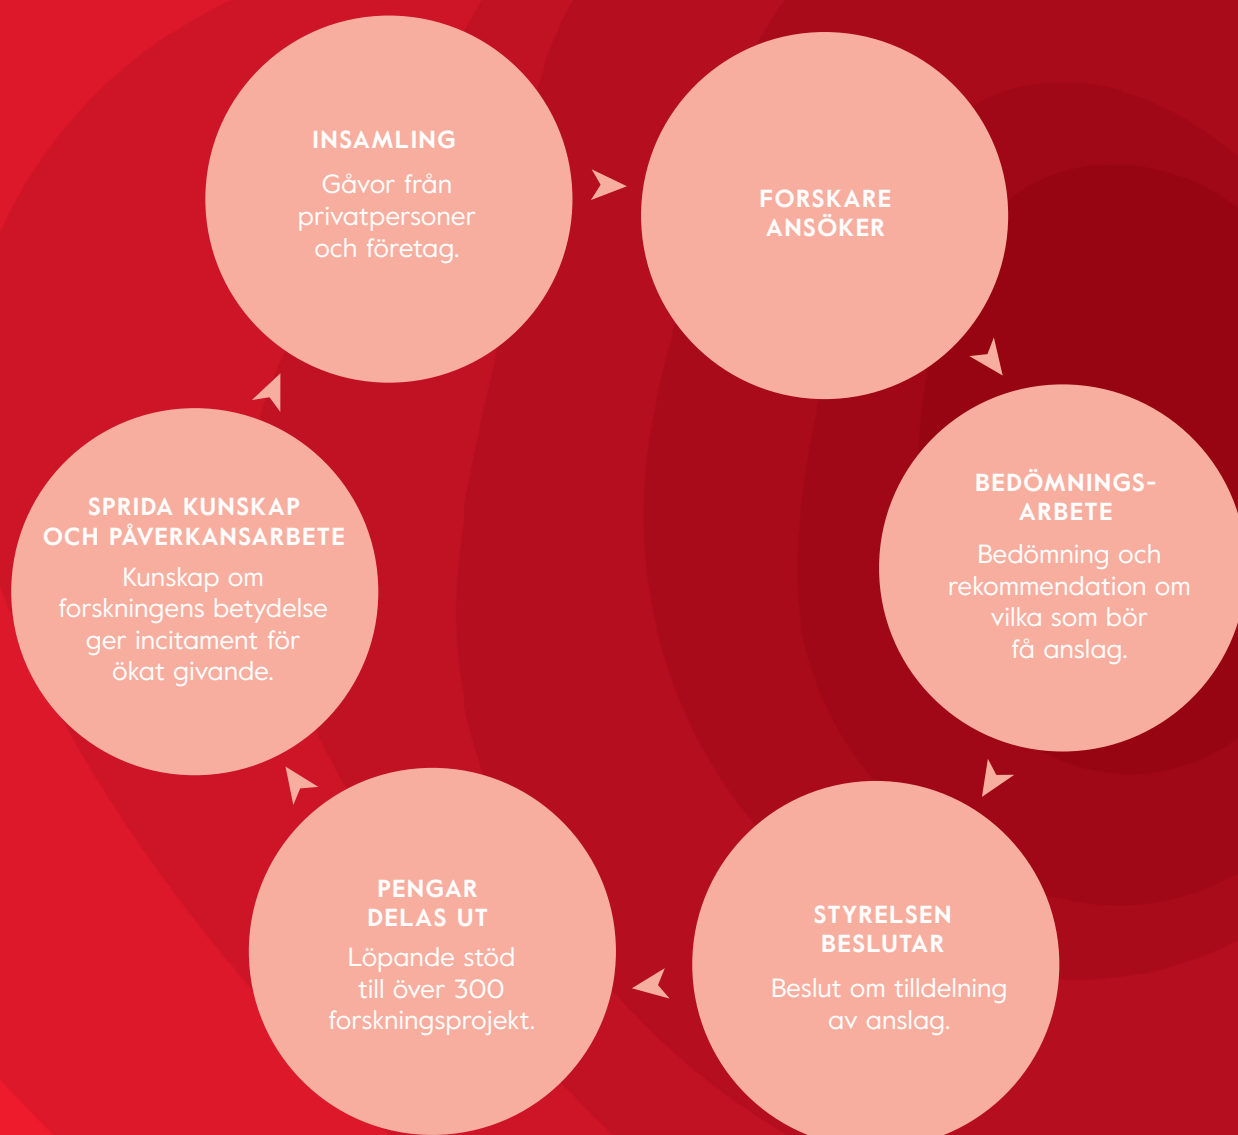 INSAMLING
Gåvor från
privatpersoner
och företag.
FORSKARE
ANSÖKER
BEDÖMNINGS-
ARBETE
Bedömning och
rekommendation om
vilka som bör
få anslag.
STYRELSEN
BESLUTAR
Beslut om tilldelning
av anslag.
PENGAR
DELAS UT
Löpande stöd
till över 300
forskningsprojekt.
SPRIDA KUNSKAP
OCH PÅVERKANSARBETE
Kunskap om
forskningens betydelse
ger incitament för
ökat givande.